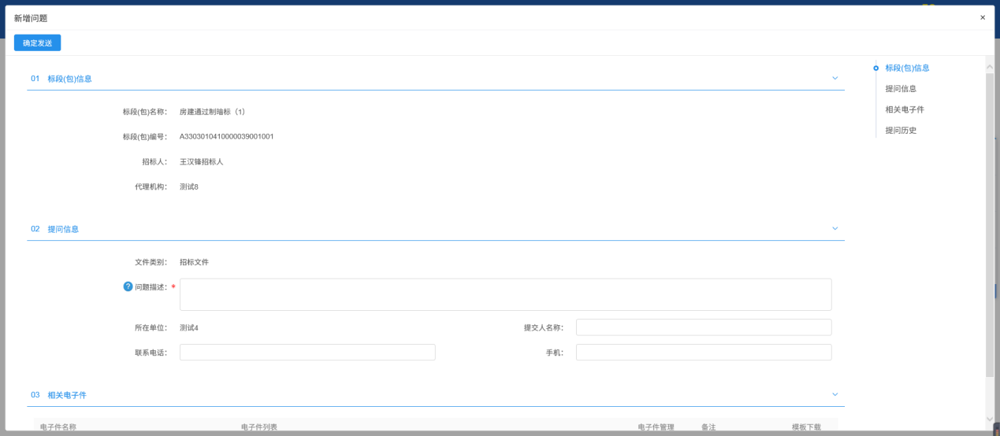 新增问题
×
确定发送
01 标段(包)信息
标段(包)名称: 房建通过制暗标（1）
标段(包)编号: A3303010410000039001001
招标人: 王汉锋招标人
代理机构: 测试8
02 提问信息
文件类别: 招标文件
? 问题描述: *
所在单位: 测试4 提交人名称:
联系电话: 手机:
03 相关电子件
电子件名称 电子件列表 电子件管理 备注 模板下载
标段(包)信息
提问信息
相关电子件
提问历史